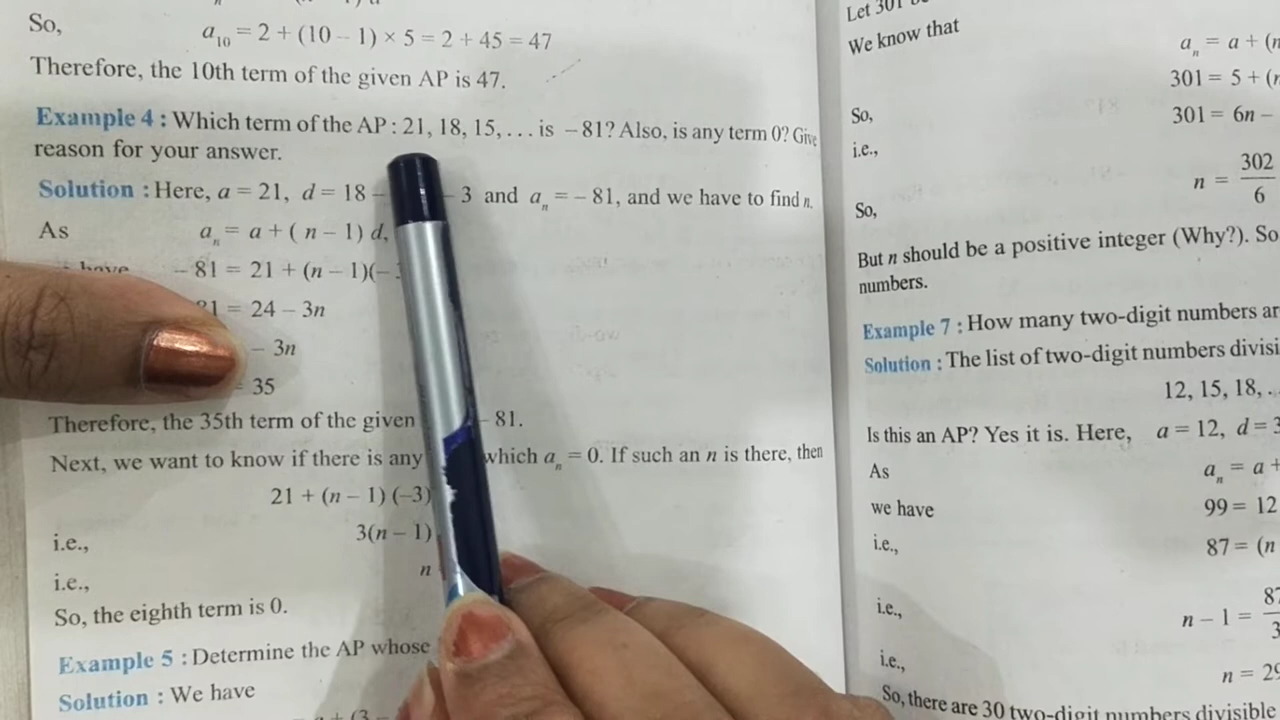 So,
a₁₀ = 2 + (10 – 1) × 5 = 2 + 45 = 47
Therefore, the 10th term of the given AP is 47.
Example 4 : Which term of the AP : 21, 18, 15, . . . is – 81? Also, is any term 0? Give
reason for your answer.
Solution : Here, a = 21, d = 18 – 3 and aₙ = – 81, and we have to find n.
As aₙ = a + ( n – 1) d,
– 81 = 21 + (n – 1)(–
= 24 – 3n
– 3n
35
Therefore, the 35th term of the given – 81.
Next, we want to know if there is any which aₙ = 0. If such an n is there, then
21 + (n – 1) (–3)
i.e., 3(n – 1)
i.e., n
So, the eighth term is 0.
Example 5 : Determine the AP whose
Solution : We have
Let 301
We know that
aₙ = a + (n
301 = 5 + (n
So, 301 = 6n –
i.e.,
n = 302
6
So,
But n should be a positive integer (Why?). So
numbers.
Example 7 : How many two-digit numbers
Solution : The list of two-digit numbers
12, 15, 18, . .
Is this an AP? Yes it is. Here, a = 12, d = 3
As aₙ = a +
we have 99 = 12
i.e., 87 = (n
i.e., n – 1 = 87
3
i.e., n = 29
So, there are 30 two-digit numbers divisible